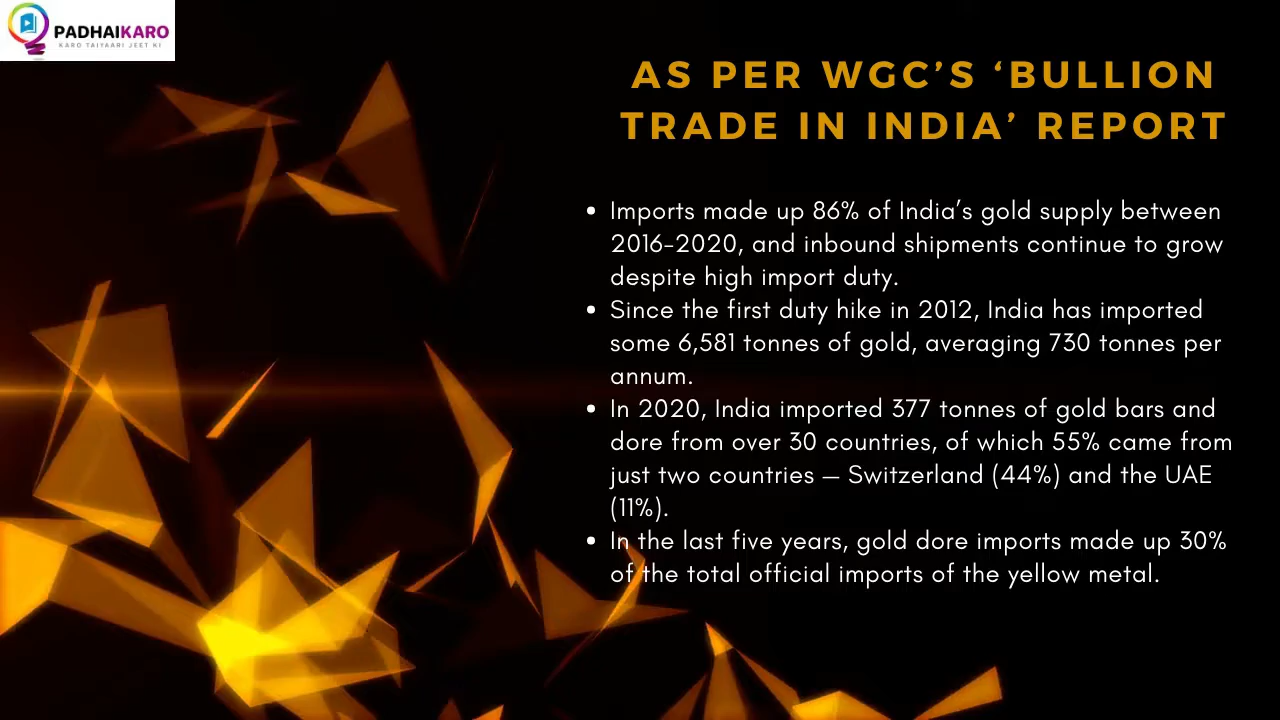 PADHAIKARO
KARO TAIYAARI JEET KI
AS PER WGC’S ‘BULLION
TRADE IN INDIA’ REPORT
• Imports made up 86% of India’s gold supply between
2016-2020, and inbound shipments continue to grow
despite high import duty.
• Since the first duty hike in 2012, India has imported
some 6,581 tonnes of gold, averaging 730 tonnes per
annum.
• In 2020, India imported 377 tonnes of gold bars and
dore from over 30 countries, of which 55% came from
just two countries — Switzerland (44%) and the UAE
(11%).
• In the last five years, gold dore imports made up 30%
of the total official imports of the yellow metal.